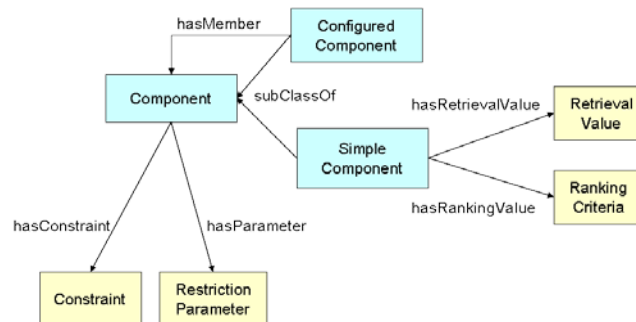 hasMember
Configured
Component
Component
subClassOf
hasRetrievalValue
Retrieval
Value
Simple
Component
hasRankingValue
Ranking
Criteria
hasConstraint
hasParameter
Constraint
Restriction
Parameter